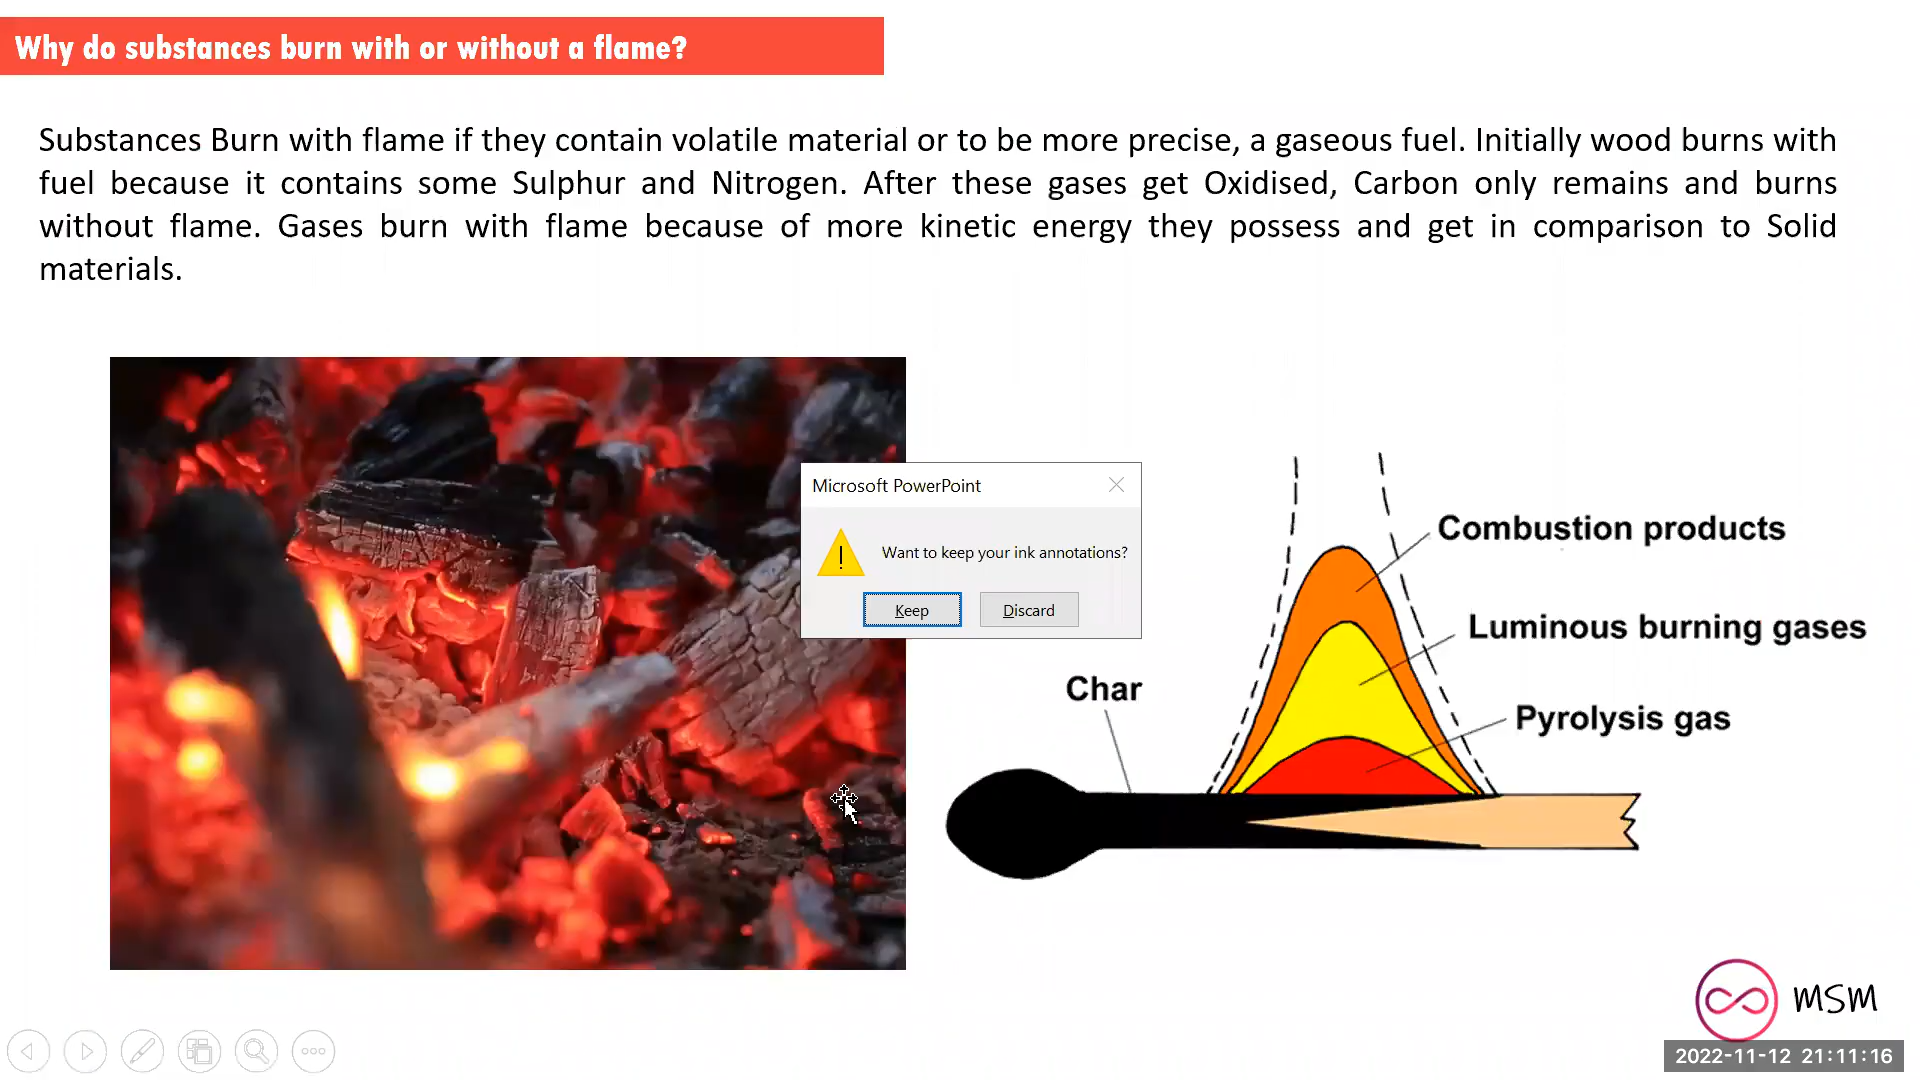 Why do substances burn with or without a flame?
Substances Burn with flame if they contain volatile material or to be more precise, a gaseous fuel. Initially wood burns with
fuel because it contains some Sulphur and Nitrogen. After these gases get Oxidised, Carbon only remains and burns
without flame. Gases burn with flame because of more kinetic energy they possess and get in comparison to Solid
materials.
Microsoft PowerPoint
Want to keep your ink annotations?
Keep
Discard
Combustion products
Luminous burning gases
Char
Pyrolysis gas
MSM
2022-11-12 21:11:16